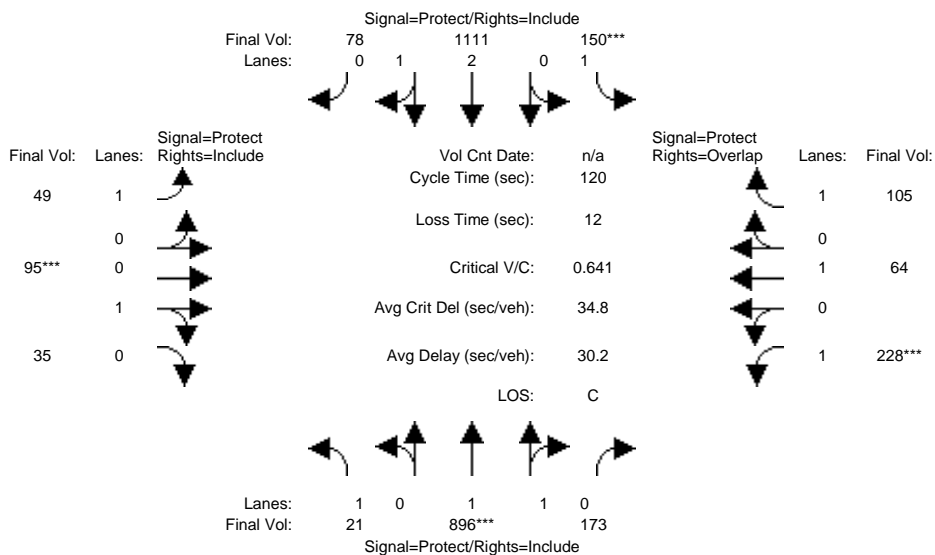 Signal=Protect/Rights=Include
Final Vol: 78 1111 150***
Lanes: 0 1 2 0 1
Signal=Protect
Final Vol: Lanes: Rights=Include
Vol Cnt Date: n/a
Signal=Protect
Rights=Overlap Lanes: Final Vol:
Cycle Time (sec): 120
49 1
1 105
Loss Time (sec): 12
0
0
95*** 0
Critical V/C: 0.641
1 64
1
Avg Crit Del (sec/veh): 34.8
0
35 0
Avg Delay (sec/veh): 30.2
1 228***
LOS: C
Lanes: 1 0 1 1 0
Final Vol: 21 896*** 173
Signal=Protect/Rights=Include